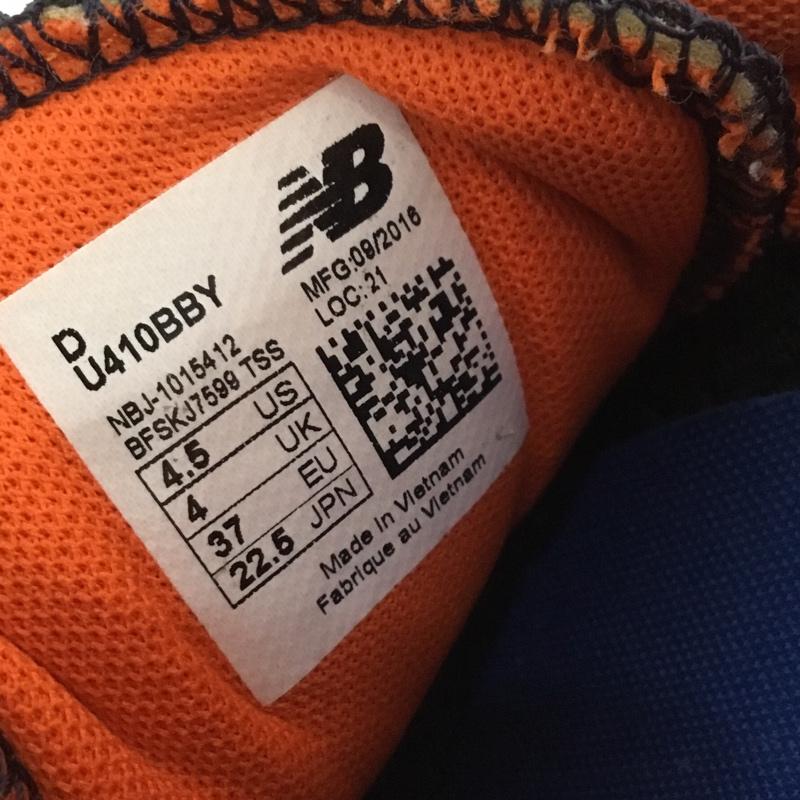 NB
MFG:09/2016
LOC: 21
D
U410BBY
NBJ-1015412
BFSKJ7599 TSS
4.5 US
4 UK
37 EU
22.5 JPN
Made in Vietnam
Fabrique au Vietnam